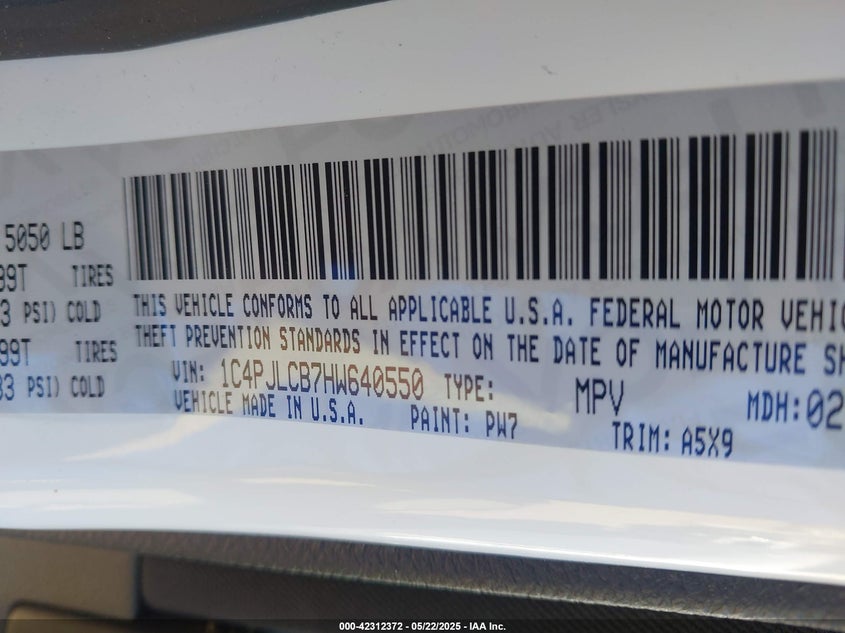 5050 LB
99T TIRES
3 PSI) COLD
99T TIRES
33 PSI) COLD
THIS VEHICLE CONFORMS TO ALL APPLICABLE U.S.A. FEDERAL MOTOR VEHIC
THEFT PREVENTION STANDARDS IN EFFECT ON THE DATE OF MANUFACTURE SH
VIN: 1C4PJLCB7HW640550 TYPE: MPV MDH:02
VEHICLE MADE IN U.S.A. PAINT: PW7 TRIM: A5X9
000-42312372 - 05/22/2025 - IAA Inc.